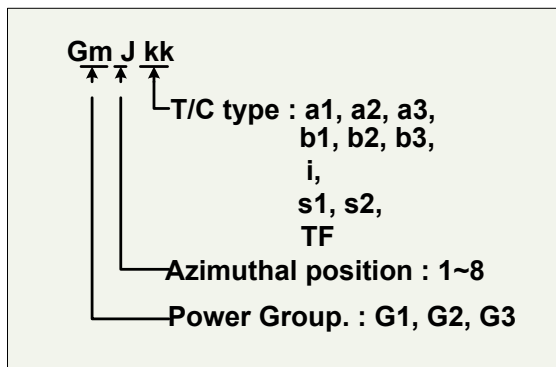 Gm J kk
T/C type : a1, a2, a3,
b1, b2, b3,
i,
s1, s2,
TF
Azimuthal position : 1~8
Power Group. : G1, G2, G3